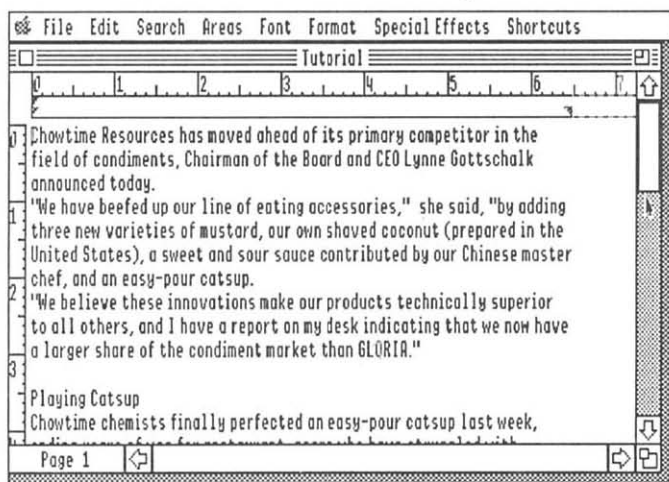 File Edit Search Areas Font Format Special Effects Shortcuts
Tutorial
0 1 2 3 4 5 6 7
0
1
2
3
Chowtime Resources has moved ahead of its primary competitor in the
field of condiments, Chairman of the Board and CEO Lynne Gottschalk
announced today.
"We have beefed up our line of eating accessories," she said, "by adding
three new varieties of mustard, our own shaved coconut (prepared in the
United States), a sweet and sour sauce contributed by our Chinese master
chef, and an easy-pour catsup.
"We believe these innovations make our products technically superior
to all others, and I have a report on my desk indicating that we now have
a larger share of the condiment market than GLORIA."
Playing Catsup
Chowtime chemists finally perfected an easy-pour catsup last week,
Page 1